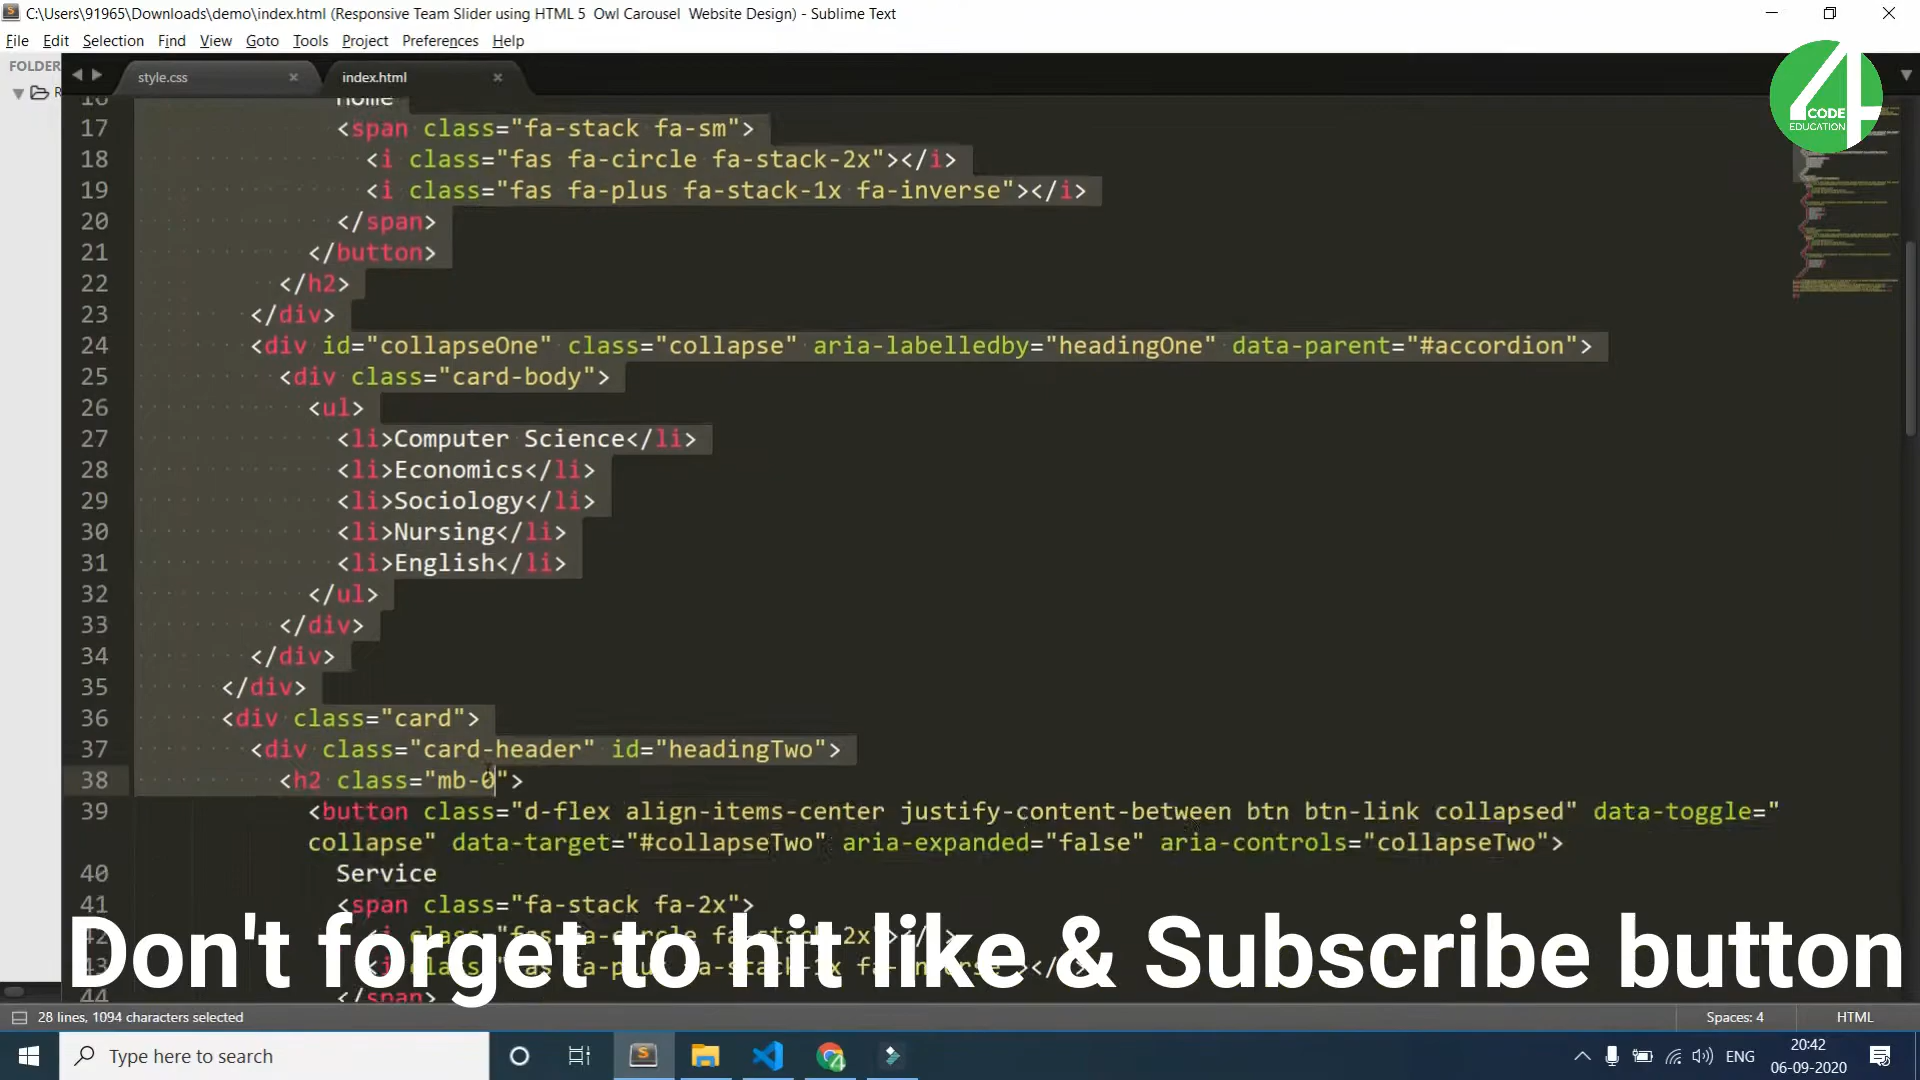 C:\Users\91965\Downloads\demo\index.html (Responsive Team Slider using HTML 5 Owl Carousel Website Design) - Sublime Text
File Edit Selection Find View Goto Tools Project Preferences Help
FOLDER
style.css × index.html ×
CODE
EDUCATION
R
16 Home
17 <span class="fa-stack fa-sm">
18 <i class="fas fa-circle fa-stack-2x"></i>
19 <i class="fas fa-plus fa-stack-1x fa-inverse"></i>
20 </span>
21 </button>
22 </h2>
23 </div>
24 <div id="collapseOne" class="collapse" aria-labelledby="headingOne" data-parent="#accordion">
25 <div class="card-body">
26 <ul>
27 <li>Computer Science</li>
28 <li>Economics</li>
29 <li>Sociology</li>
30 <li>Nursing</li>
31 <li>English</li>
32 </ul>
33 </div>
34 </div>
35 </div>
36 <div class="card">
37 <div class="card-header" id="headingTwo">
38 <h2 class="mb-0">
39 <button class="d-flex align-items-center justify-content-between btn btn-link collapsed" data-toggle="
collapse" data-target="#collapseTwo" aria-expanded="false" aria-controls="collapseTwo">
40 Service
41 <span class="fa-stack fa-2x">
Don't forget to hit like & Subscribe button
44 </span>
28 lines, 1094 characters selected
Spaces: 4 HTML
Type here to search
ENG
20:42
06-09-2020